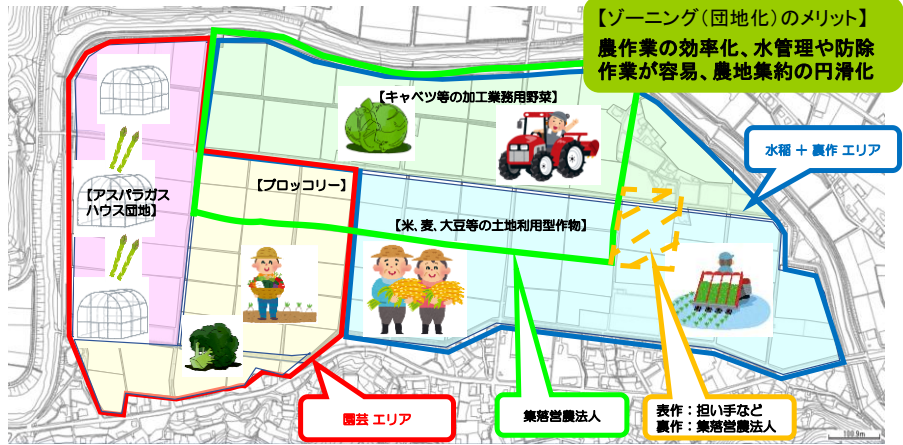 【ゾーニング(団地化)のメリット】
農作業の効率化、水管理や防除
作業が容易、農地集約の円滑化
【キャベツ等の加工業務用野菜】
水稲 + 裏作 エリア
【アスパラガス
ハウス団地】
【ブロッコリー】
【米、麦、大豆等の土地利用型作物】
園芸 エリア
集落営農法人
表作:担い手など
裏作:集落営農法人
100.9m